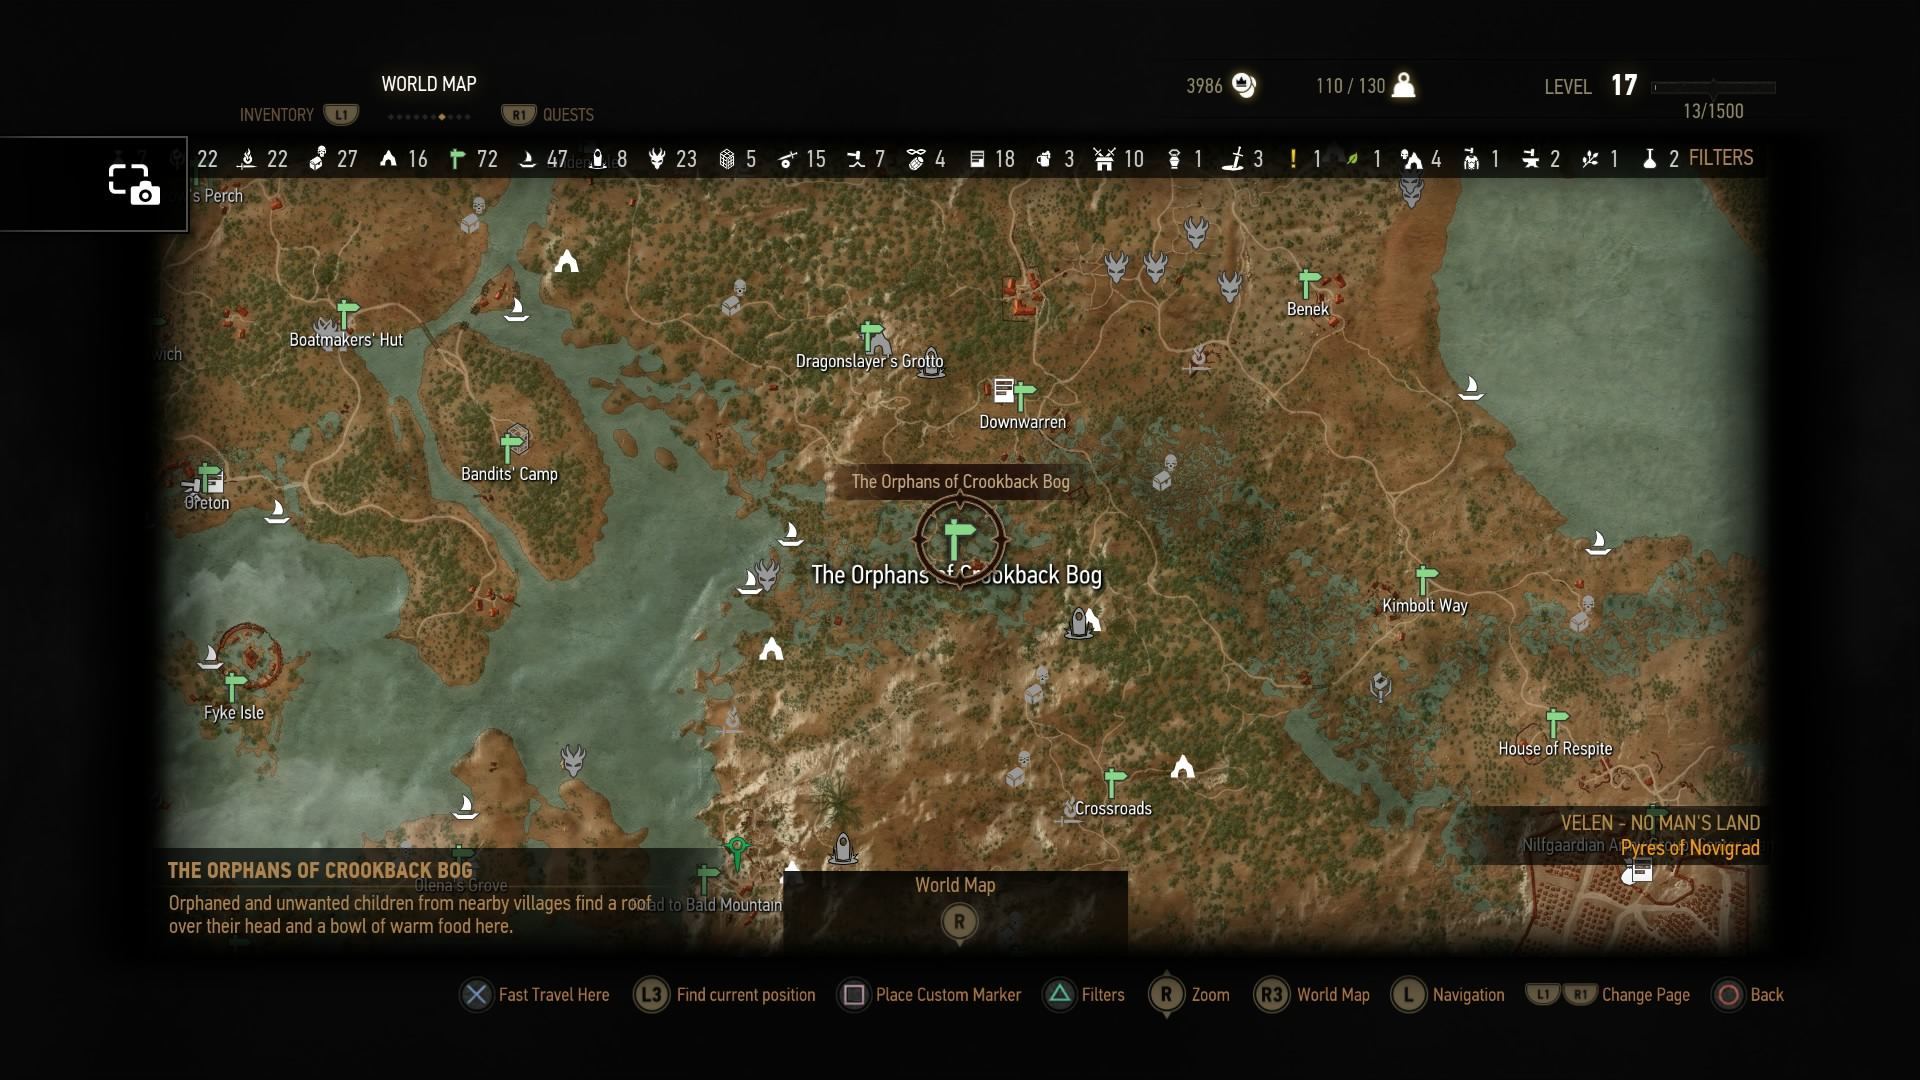 WORLD MAP
3986
110 / 130
LEVEL 17
INVENTORY L1
R1 QUESTS
13/1500
22 22 27 16 72 47 8 23 5 15 7 4 18 3 10 1 3 1 1 4 1 2 1 2 FILTERS
's Perch
Benek
Boatmakers' Hut
Dragonslayer's Grotto
Downwarren
Bandits' Camp
The Orphans of Crookback Bog
Oreton
The Orphans of Crookback Bog
Kimbolt Way
Fyke Isle
House of Respite
Crossroads
VELEN - NO MAN'S LAND
Nilfgaardian
Pyres of Novigrad
THE ORPHANS OF CROOKBACK BOG
Olena's Grove
World Map
Orphaned and unwanted children from nearby villages find a roof
to Bald Mountain
over their head and a bowl of warm food here.
R
Fast Travel Here L3 Find current position Place Custom Marker Filters R Zoom R3 World Map L Navigation L1 R1 Change Page Back